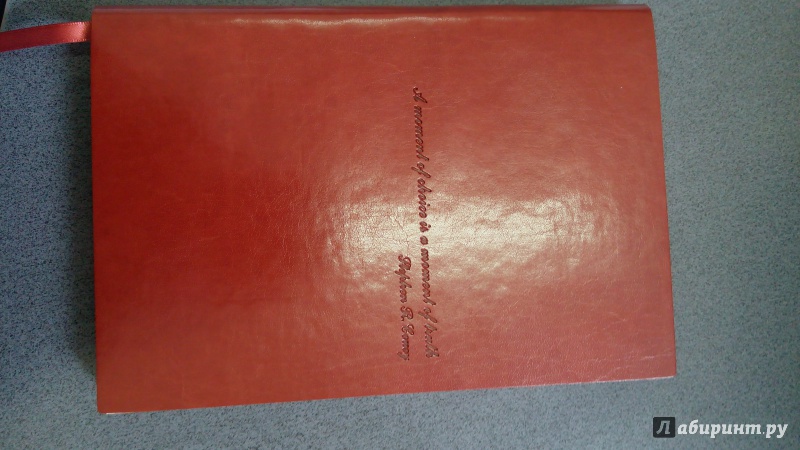 A moment of choice is a moment of truth
Stephen R. Covey
Лабиринт.ру